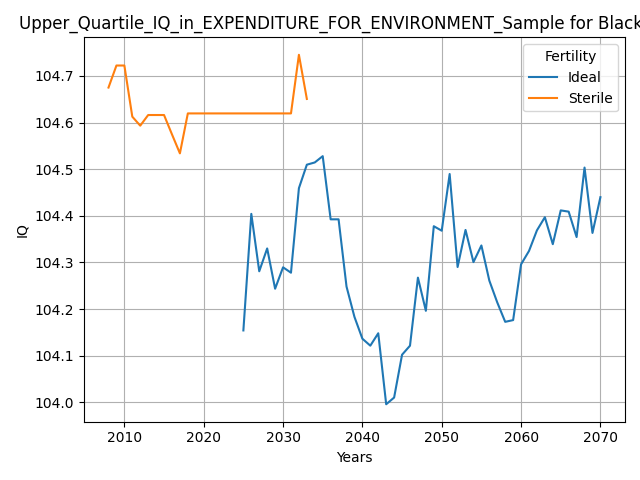 Upper_Quartile_IQ_in_EXPENDITURE_FOR_ENVIRONMENT_Sample for Black
Fertility
Ideal
Sterile
104.7
104.6
104.5
104.4
104.3
104.2
104.1
104.0
IQ
2010 2020 2030 2040 2050 2060 2070
Years